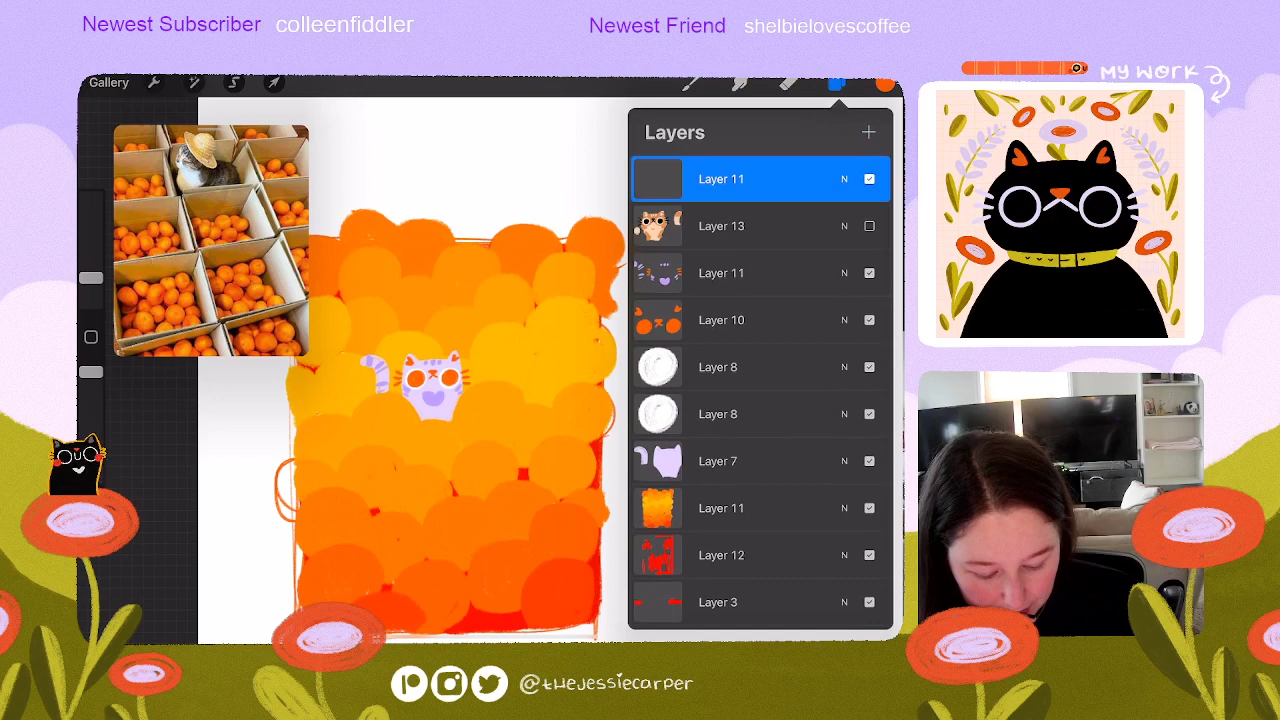 Newest Subscriber colleenfiddler
Newest Friend shelbielovescoffee
Gallery
MY WORK
Layers
Layer 11 N
Layer 13 N
Layer 11 N
Layer 10 N
Layer 8 N
Layer 8 N
Layer 7 N
Layer 11 N
Layer 12 N
Layer 3 N
@tHeJessiecarper